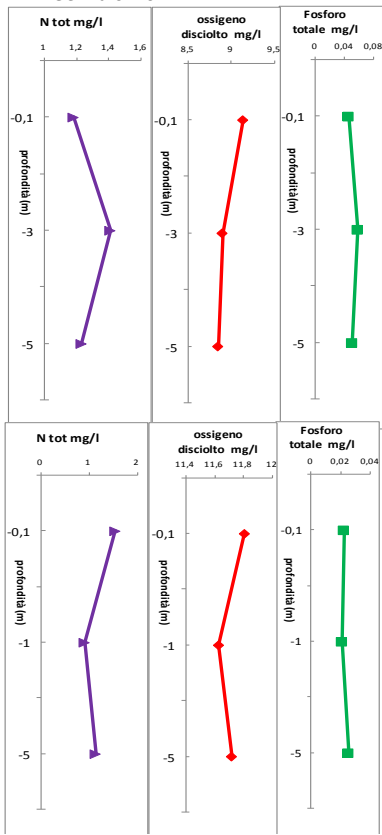 N tot mg/l
1 1,2 1,4 1,6
-0,1
-3
-5
profondità (m)
ossigeno
disciolto mg/l
8,5 9 9,5
-0,1
-3
-5
profondità (m)
Fosforo
totale mg/l
0 0,04 0,08
-0,1
-3
-5
profondità (m)
N tot mg/l
0 1 2
-0,1
-1
-5
profondità (m)
ossigeno
disciolto mg/l
11,4 11,6 11,8 12
-0,1
-1
-5
profondità (m)
Fosforo
totale mg/l
0 0,02 0,04
-0,1
-1
-5
profondità (m)